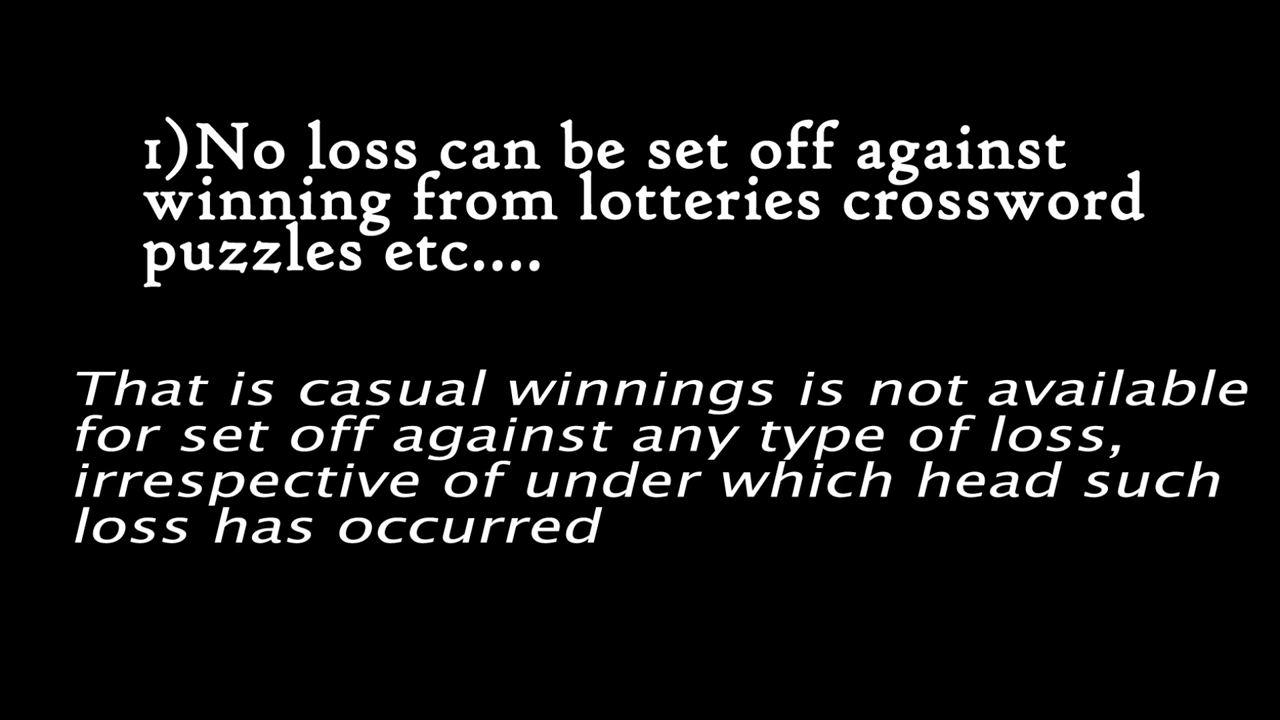 1)No loss can be set off against
winning from lotteries crossword
puzzles etc....
That is casual winnings is not available
for set off against any type of loss,
irrespective of under which head such
loss has occurred